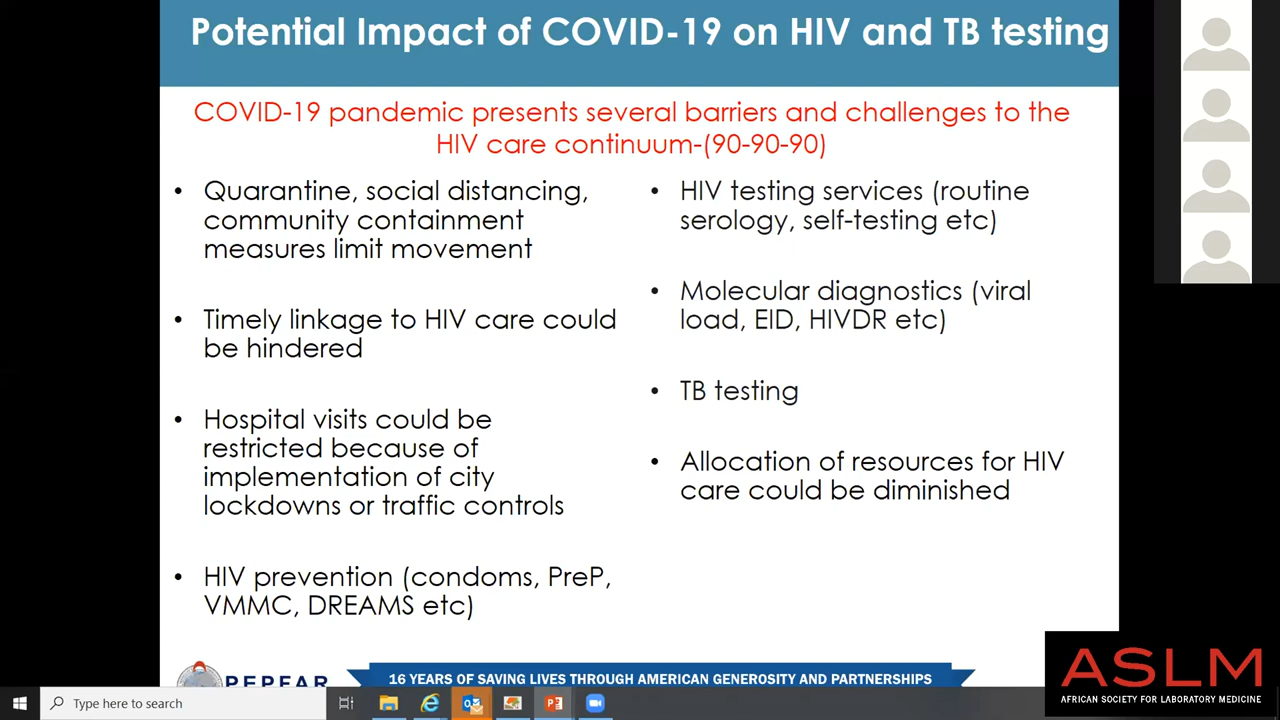 Potential Impact of COVID-19 on HIV and TB testing
COVID-19 pandemic presents several barriers and challenges to the
HIV care continuum-(90-90-90)
• Quarantine, social distancing,
community containment
measures limit movement
• Timely linkage to HIV care could
be hindered
• Hospital visits could be
restricted because of
implementation of city
lockdowns or traffic controls
• HIV prevention (condoms, PreP,
VMMC, DREAMS etc)
• HIV testing services (routine
serology, self-testing etc)
• Molecular diagnostics (viral
load, EID, HIVDR etc)
• TB testing
• Allocation of resources for HIV
care could be diminished
PEPFAR
16 YEARS OF SAVING LIVES THROUGH AMERICAN GENEROSITY AND PARTNERSHIPS
ASLM
AFRICAN SOCIETY FOR LABORATORY MEDICINE
Type here to search